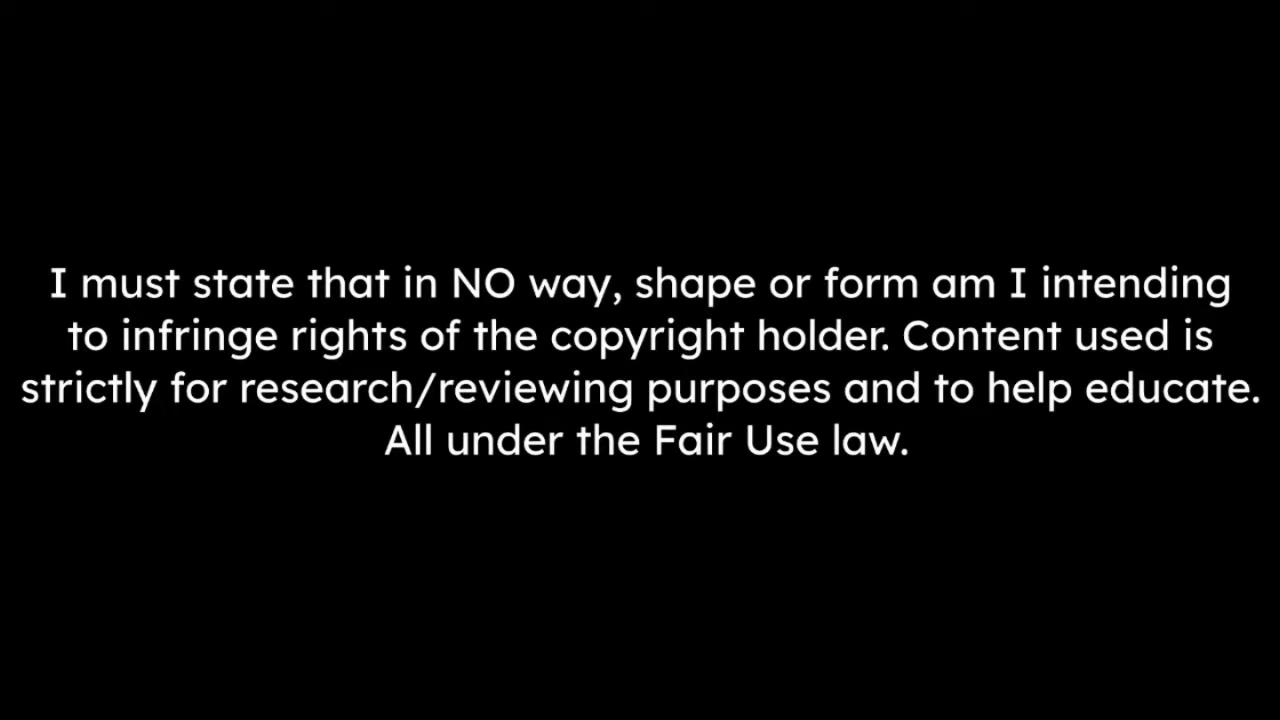 I must state that in NO way, shape or form am I intending
to infringe rights of the copyright holder. Content used is
strictly for research/reviewing purposes and to help educate.
All under the Fair Use law.